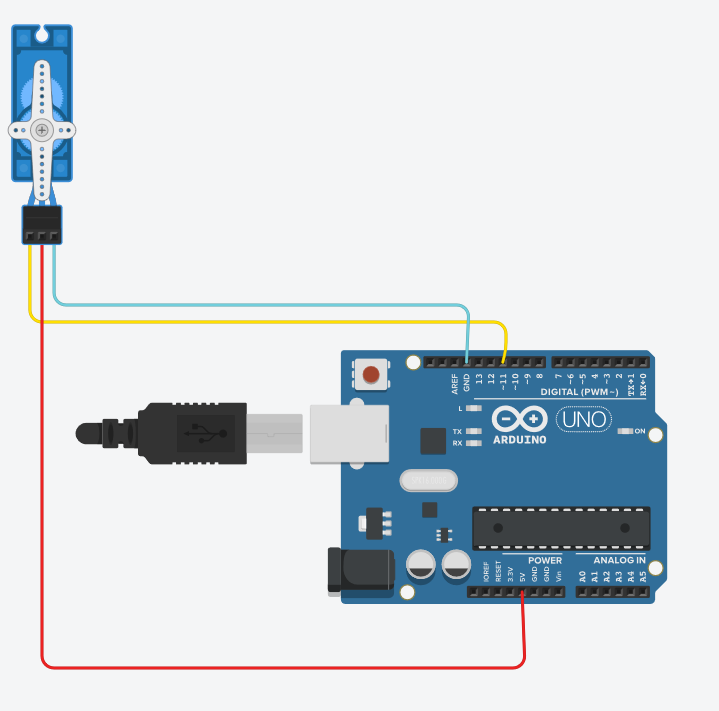 AREF
GND
13
12
~11
~10
~9
8
7
~6
~5
4
~3
2
TX→1
RX←0
DIGITAL (PWM~)
L
TX
RX
ARDUINO
UNO
ON
POWER
ANALOG IN
IOREF
RESET
3.3V
5V
GND
GND
Vin
A0
A1
A2
A3
A4
A5